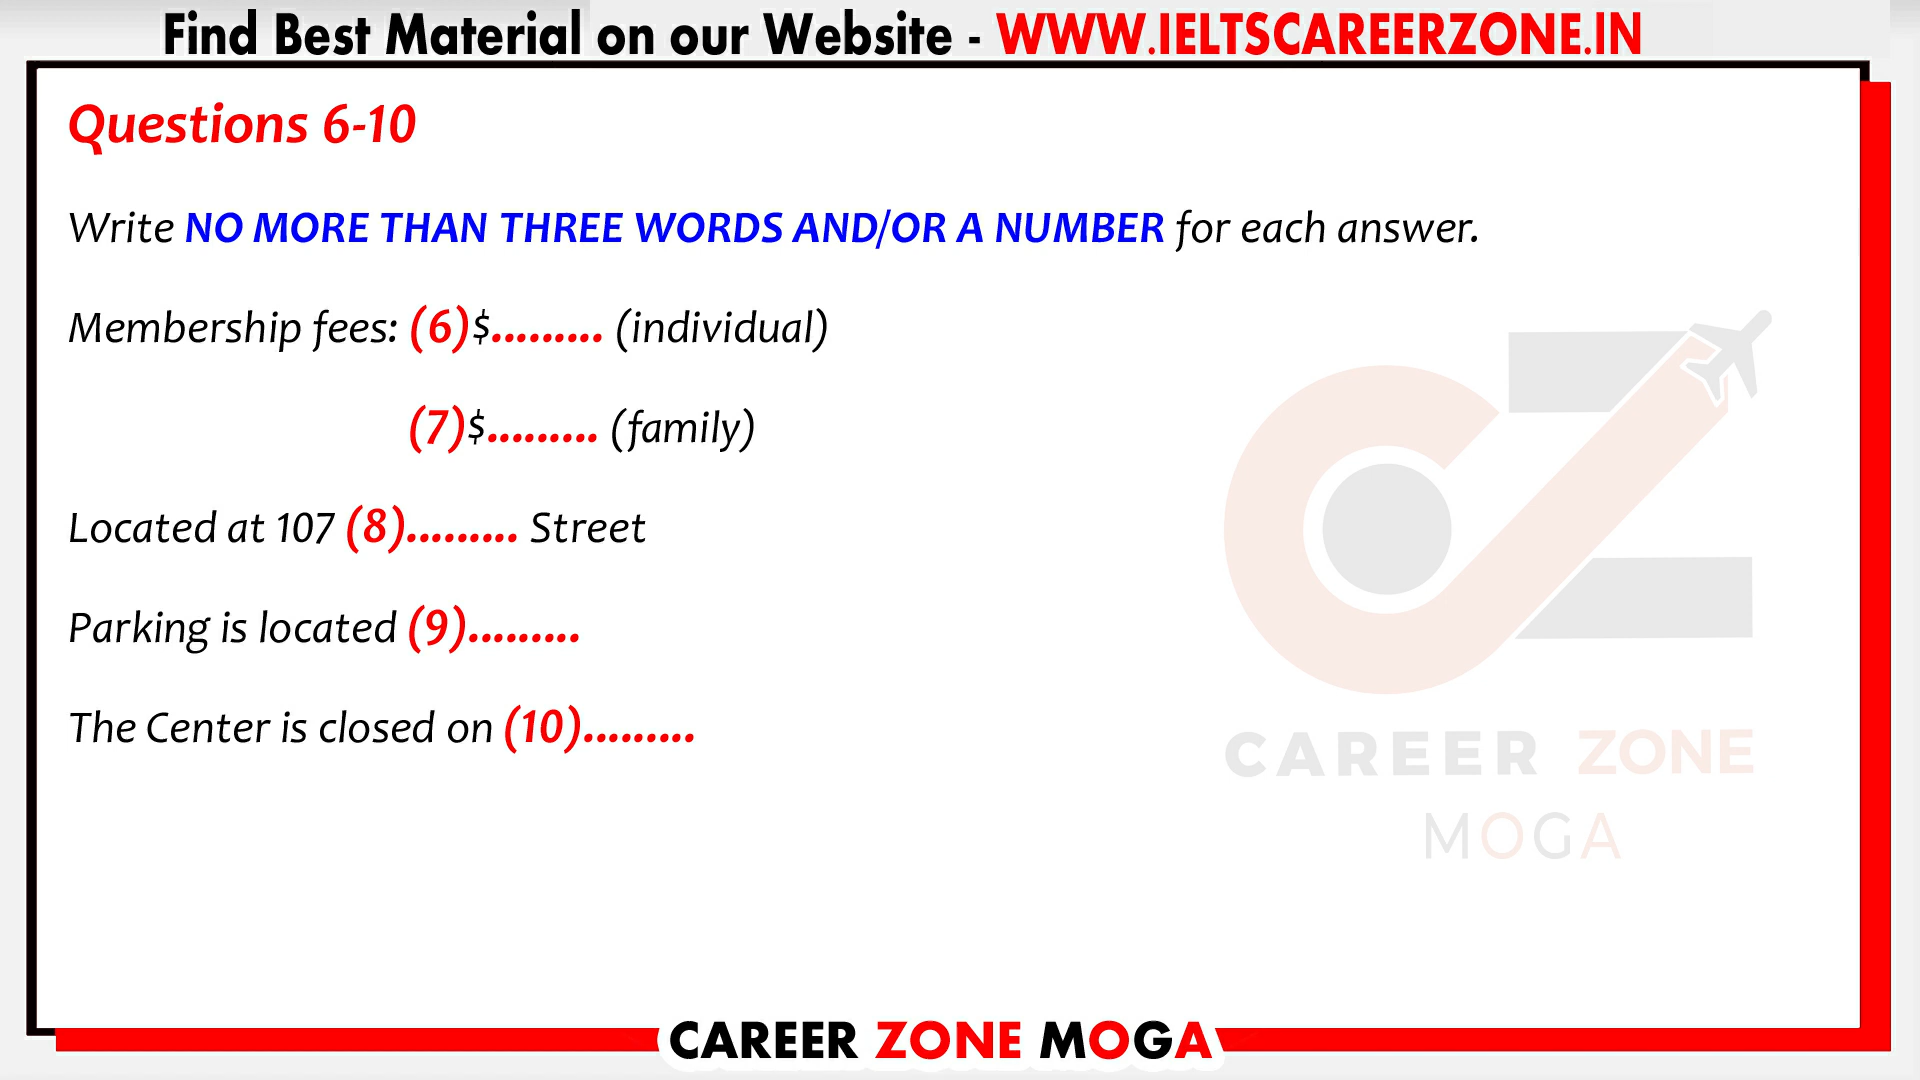 Find Best Material on our Website - WWW.IELTSCAREERZONE.IN
Questions 6-10
Write NO MORE THAN THREE WORDS AND/OR A NUMBER for each answer.
Membership fees: (6)$......... (individual)
(7)$......... (family)
Located at 107 (8)......... Street
Parking is located (9).........
The Center is closed on (10).........
CZ
CAREER ZONE
MOGA
CAREER ZONE MOGA